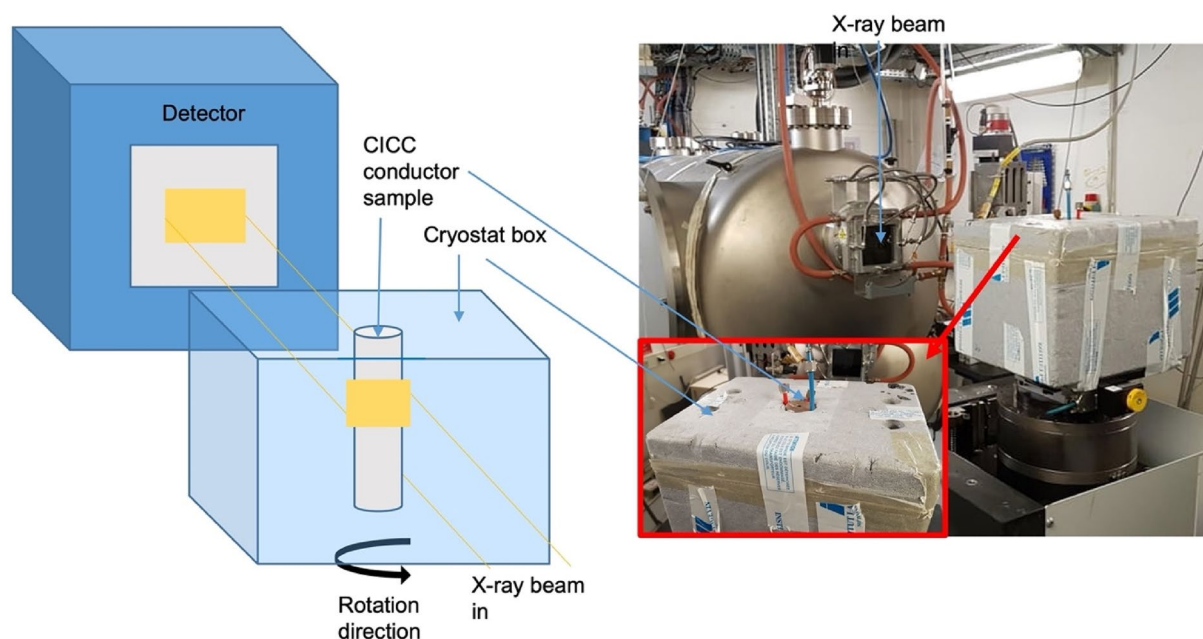 Detector
CICC
conductor
sample
Cryostat box
X-ray beam
in
Rotation
direction
X-ray beam
in